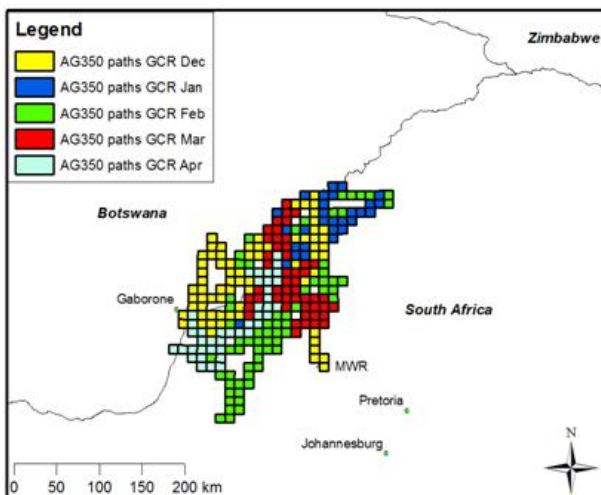 Legend
AG350 paths GCR Dec
AG350 paths GCR Jan
AG350 paths GCR Feb
AG350 paths GCR Mar
AG350 paths GCR Apr
Zimbabwe
Botswana
Gaborone
South Africa
MWR
Pretoria
Johannesburg
N
0 50 100 200 km